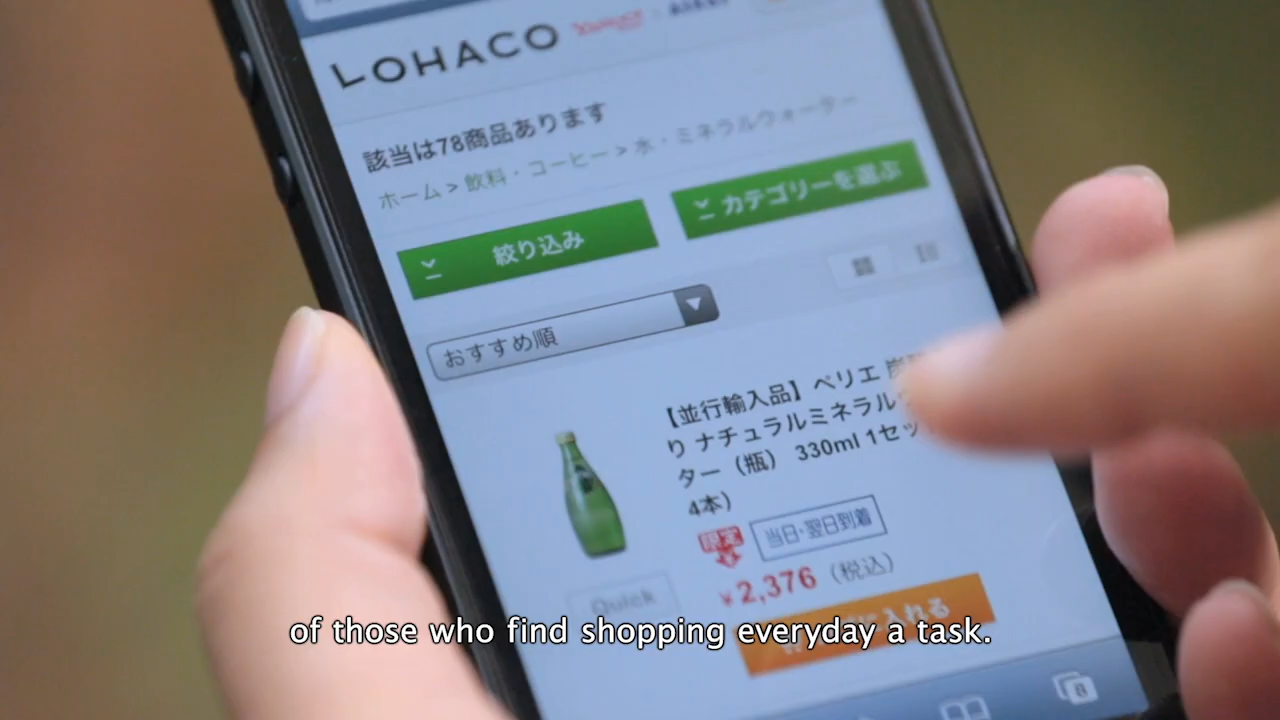 LOHACO
該当は78商品あります
ホーム > 飲料・コーヒー > 水・ミネラルウォーター
絞り込み
カテゴリーを選ぶ
おすすめ順
【並行輸入品】ペリエ
り ナチュラルミネラル
ター（瓶） 330ml 1セッ
4本）
限定
当日・翌日到着
¥2,376（税込）
Quick
に入れる
of those who find shopping everyday a task.